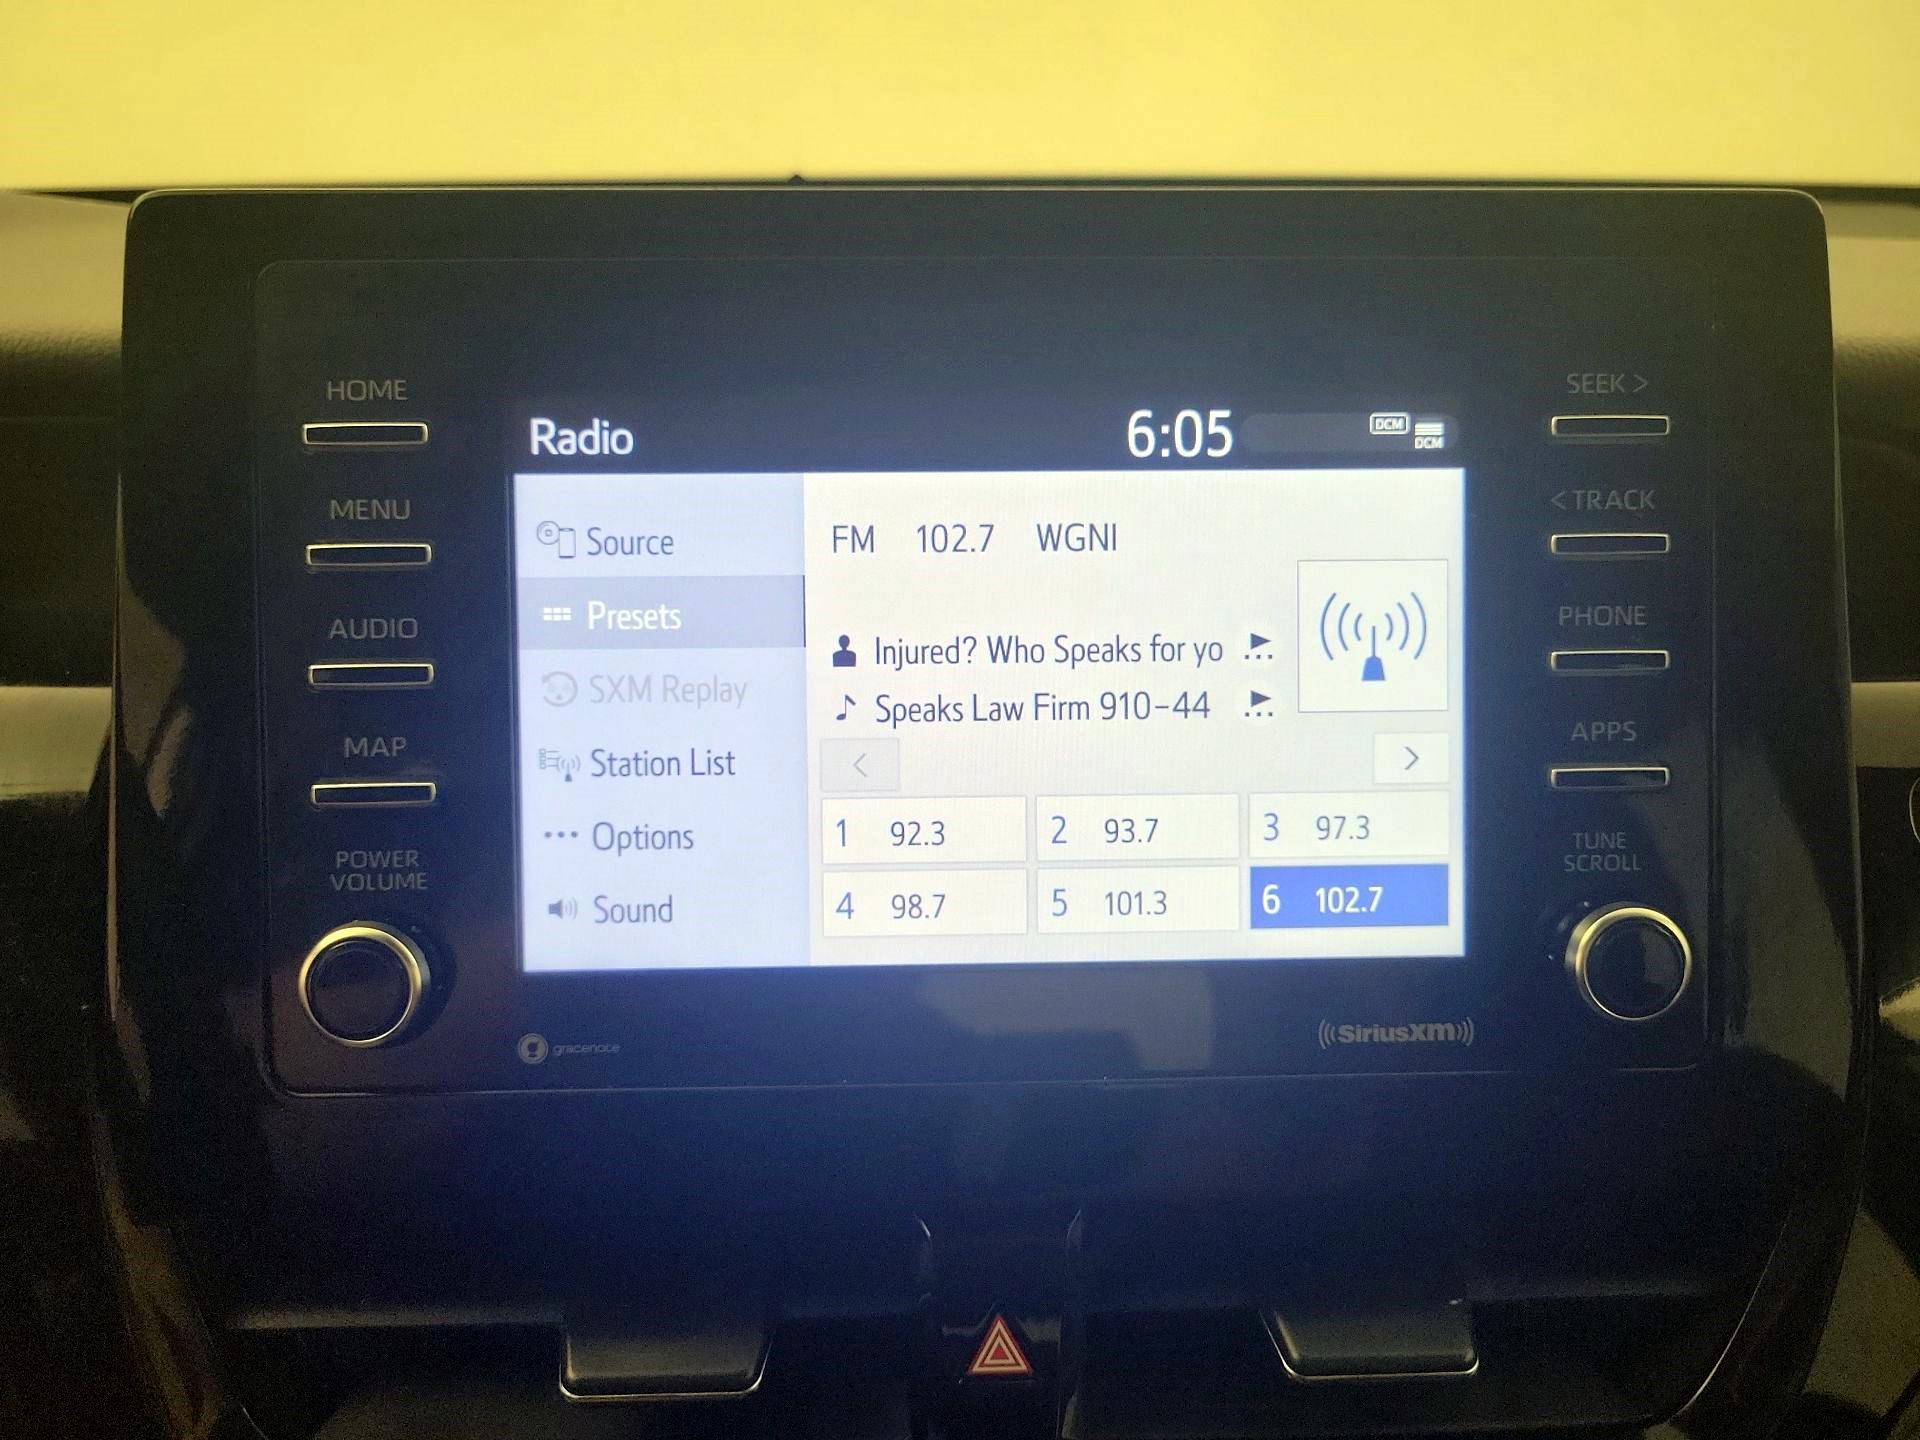 HOME
MENU
AUDIO
MAP
POWER
VOLUME
Radio
6:05
DCM
DCM
Source
Presets
SXM Replay
Station List
Options
Sound
FM 102.7 WGNI
Injured? Who Speaks for yo
Speaks Law Firm 910-44
<
>
1 92.3
2 93.7
3 97.3
4 98.7
5 101.3
6 102.7
SEEK >
< TRACK
PHONE
APPS
TUNE
SCROLL
gracenote
SiriusXM